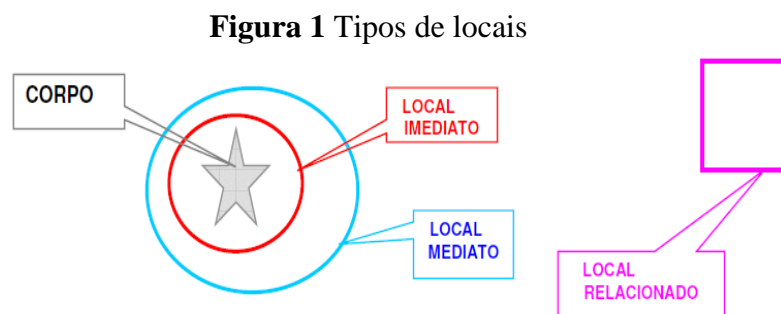 Figura 1 Tipos de locais
CORPO
LOCAL
IMEDIATO
LOCAL
MEDIATO
LOCAL
RELACIONADO